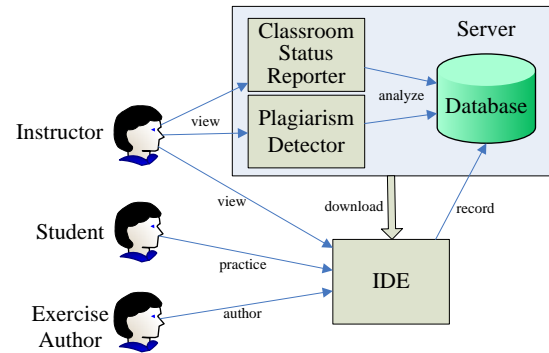 Classroom
Status
Reporter
Server
analyze
Database
Instructor
view
Plagiarism
Detector
view
download
record
Student
practice
IDE
Exercise
Author
author